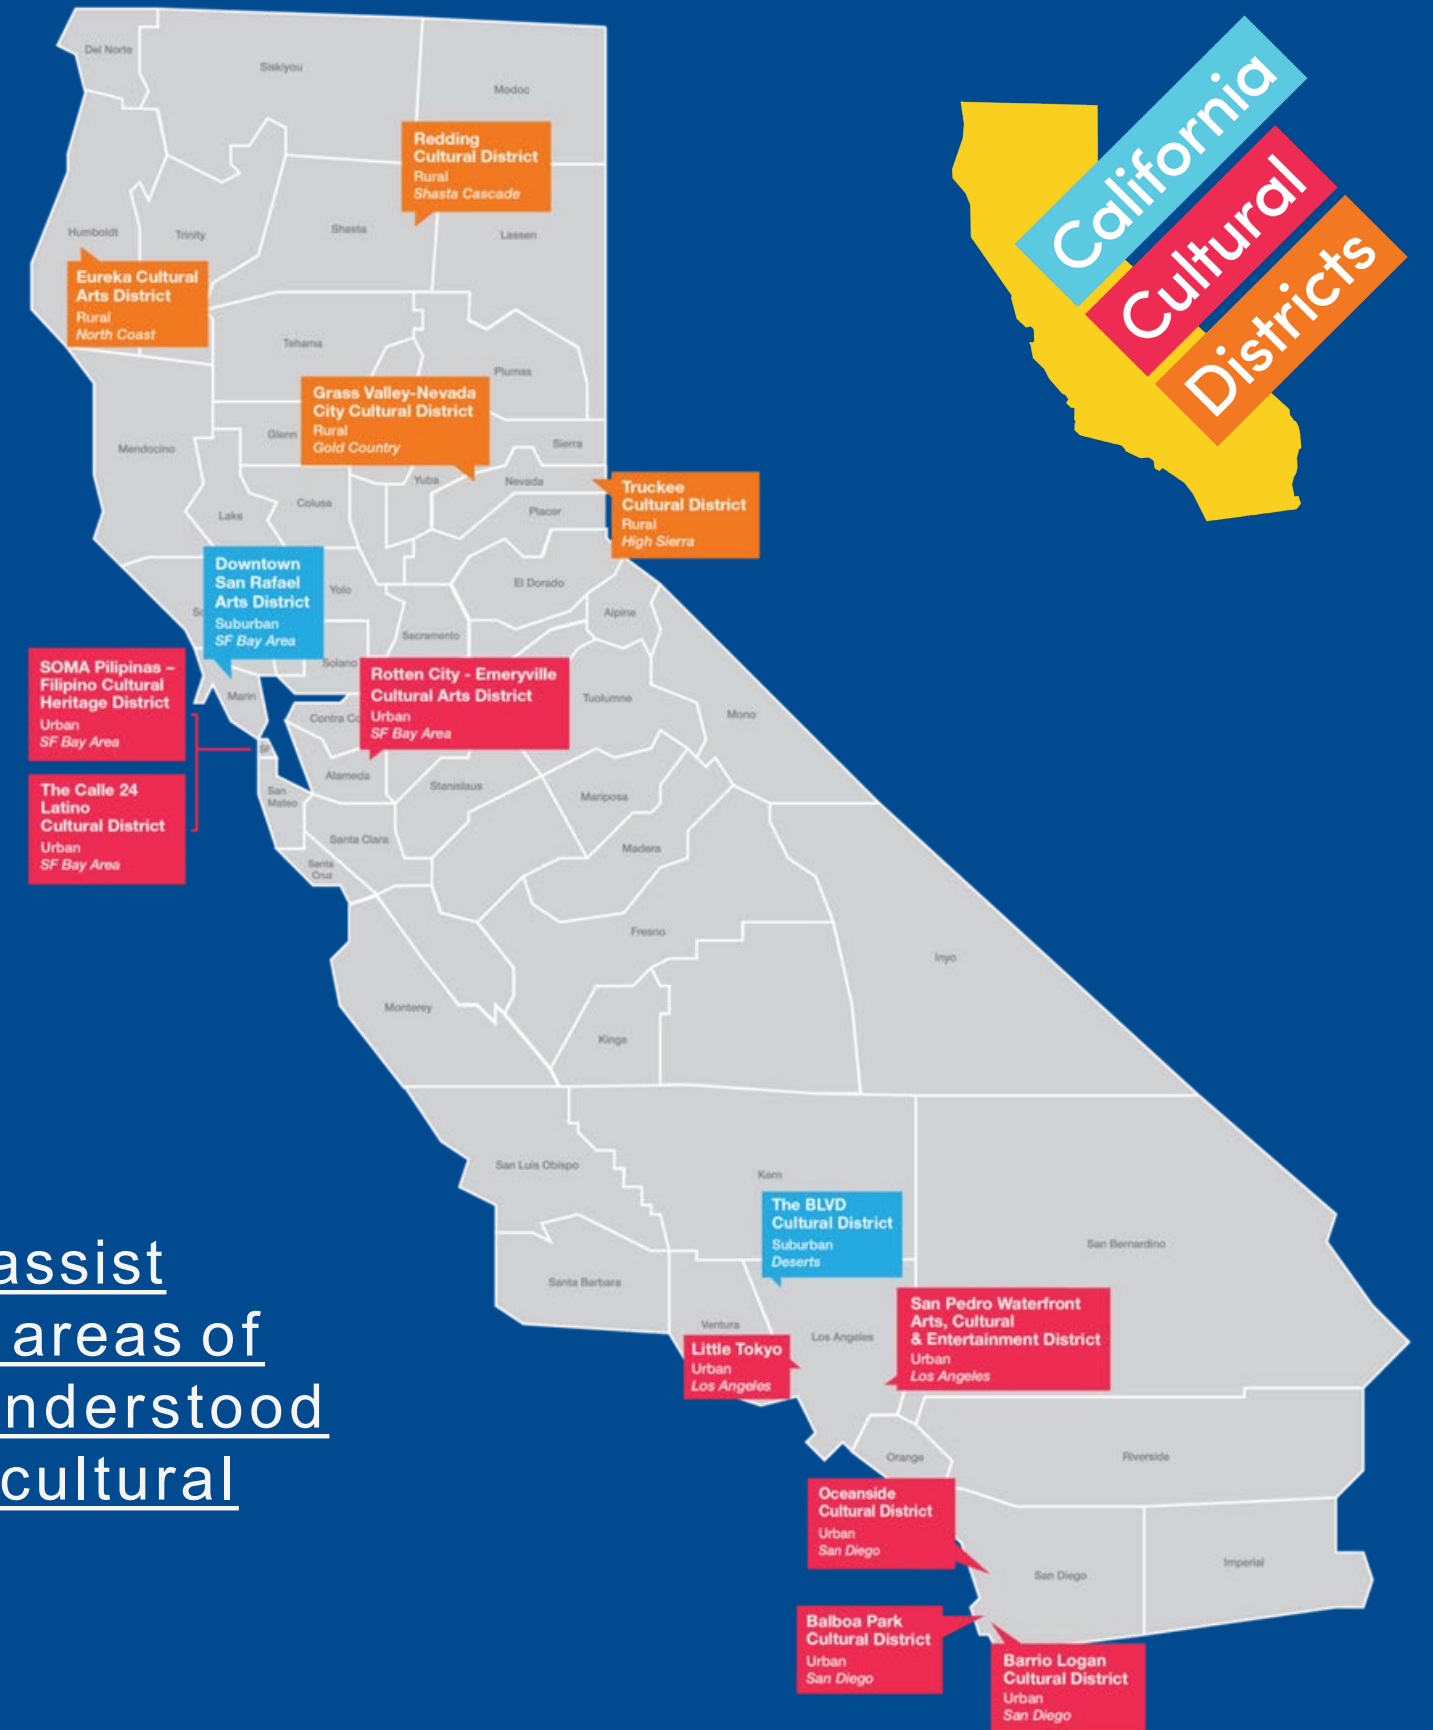 Del Norte
Siskiyou
Modoc
California
Cultural
Districts
Redding
Cultural District
Rural
Shasta Cascade
Humboldt
Trinity
Shasta
Lassen
Eureka Cultural
Arts District
Rural
North Coast
Tehama
Plumas
Grass Valley-Nevada
City Cultural District
Rural
Gold Country
Glenn
Sierra
Mendocino
Yuba
Nevada
Truckee
Cultural District
Rural
High Sierra
Colusa
Lake
Placer
Downtown
San Rafael
Arts District
Suburban
SF Bay Area
Yolo
El Dorado
Alpine
Sacramento
Solano
SOMA Pilipinas –
Filipino Cultural
Heritage District
Urban
SF Bay Area
Rotten City - Emeryville
Cultural Arts District
Urban
SF Bay Area
Marin
Contra Co
Tuolumne
Mono
SF
The Calle 24
Latino
Cultural District
Urban
SF Bay Area
Alameda
Stanislaus
San
Mateo
Mariposa
Santa Clara
Madera
Santa
Cruz
Fresno
Inyo
Monterey
Kings
San Luis Obispo
Kern
The BLVD
Cultural District
Suburban
Deserts
San Bernardino
Santa Barbara
Ventura
Los Angeles
San Pedro Waterfront
Arts, Cultural
& Entertainment District
Urban
Los Angeles
Little Tokyo
Urban
Los Angeles
assist
areas of
nderstood
cultural
Orange
Riverside
Oceanside
Cultural District
Urban
San Diego
San Diego
Imperial
Balboa Park
Cultural District
Urban
San Diego
Barrio Logan
Cultural District
Urban
San Diego